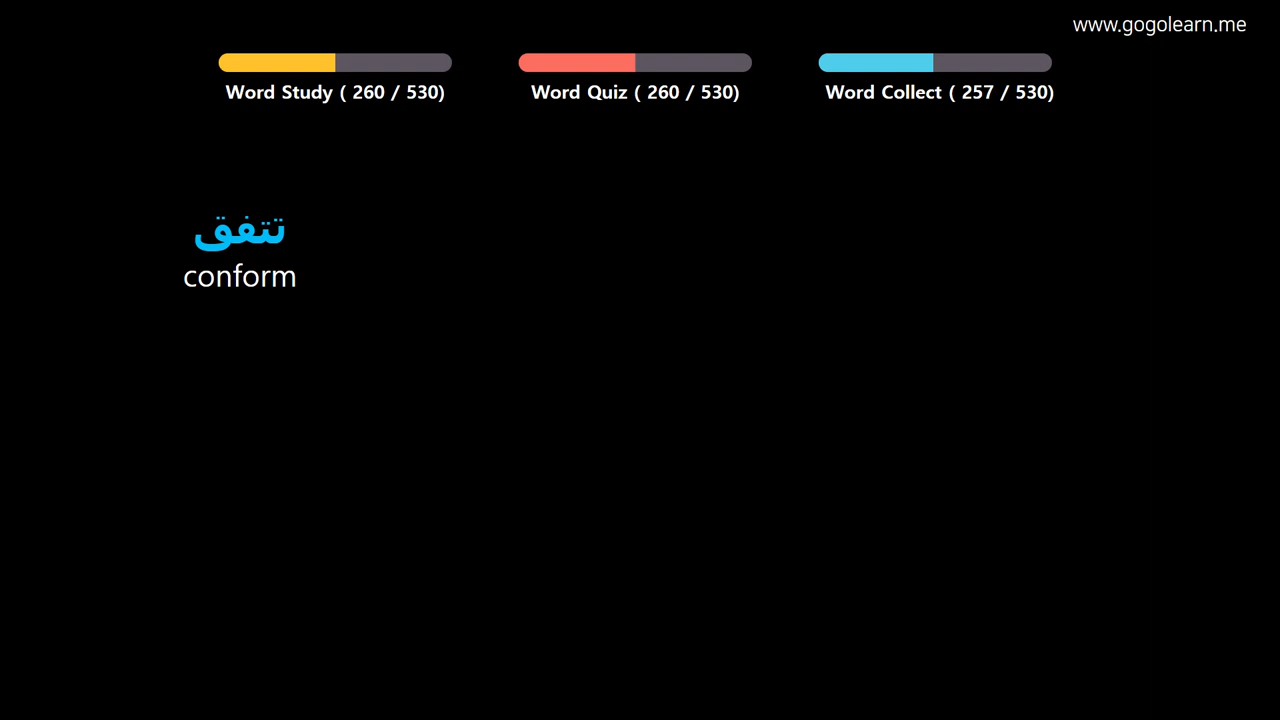 www.gogolearn.me
Word Study ( 260 / 530)
Word Quiz ( 260 / 530)
Word Collect ( 257 / 530)
تتفق
conform